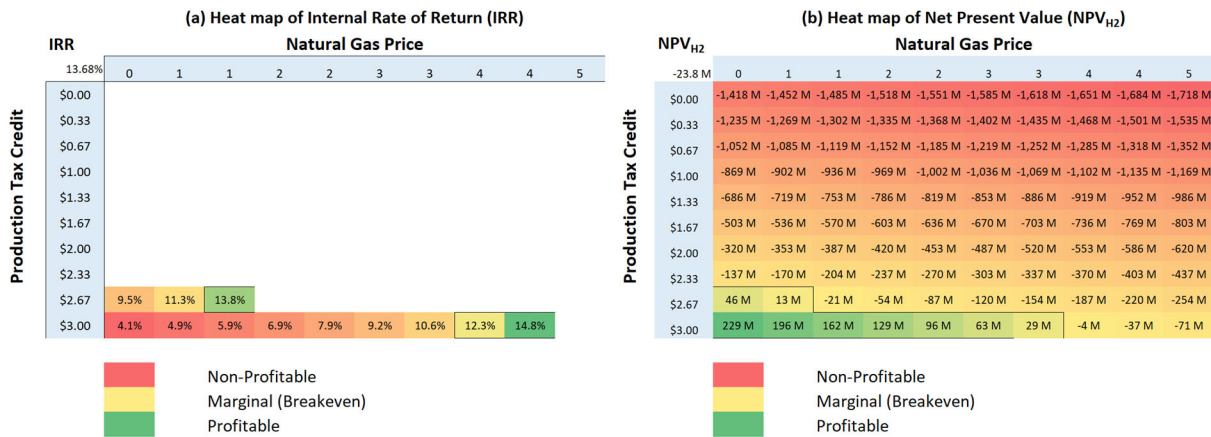 (a) Heat map of Internal Rate of Return (IRR)
IRR Natural Gas Price
13.68% 0 1 1 2 2 3 3 4 4 5
Production Tax Credit
$0.00
$0.33
$0.67
$1.00
$1.33
$1.67
$2.00
$2.33
$2.67 9.5% 11.3% 13.8%
$3.00 4.1% 4.9% 5.9% 6.9% 7.9% 9.2% 10.6% 12.3% 14.8%
Non-Profitable
Marginal (Breakeven)
Profitable
(b) Heat map of Net Present Value (NPVH2)
NPVH2 Natural Gas Price
-23.8 M 0 1 1 2 2 3 3 4 4 5
Production Tax Credit
$0.00 -1,418 M -1,452 M -1,485 M -1,518 M -1,551 M -1,585 M -1,618 M -1,651 M -1,684 M -1,718 M
$0.33 -1,235 M -1,269 M -1,302 M -1,335 M -1,368 M -1,402 M -1,435 M -1,468 M -1,501 M -1,535 M
$0.67 -1,052 M -1,085 M -1,119 M -1,152 M -1,185 M -1,219 M -1,252 M -1,285 M -1,318 M -1,352 M
$1.00 -869 M -902 M -936 M -969 M -1,002 M -1,036 M -1,069 M -1,102 M -1,135 M -1,169 M
$1.33 -686 M -719 M -753 M -786 M -819 M -853 M -886 M -919 M -952 M -986 M
$1.67 -503 M -536 M -570 M -603 M -636 M -670 M -703 M -736 M -769 M -803 M
$2.00 -320 M -353 M -387 M -420 M -453 M -487 M -520 M -553 M -586 M -620 M
$2.33 -137 M -170 M -204 M -237 M -270 M -303 M -337 M -370 M -403 M -437 M
$2.67 46 M 13 M -21 M -54 M -87 M -120 M -154 M -187 M -220 M -254 M
$3.00 229 M 196 M 162 M 129 M 96 M 63 M 29 M -4 M -37 M -71 M
Non-Profitable
Marginal (Breakeven)
Profitable